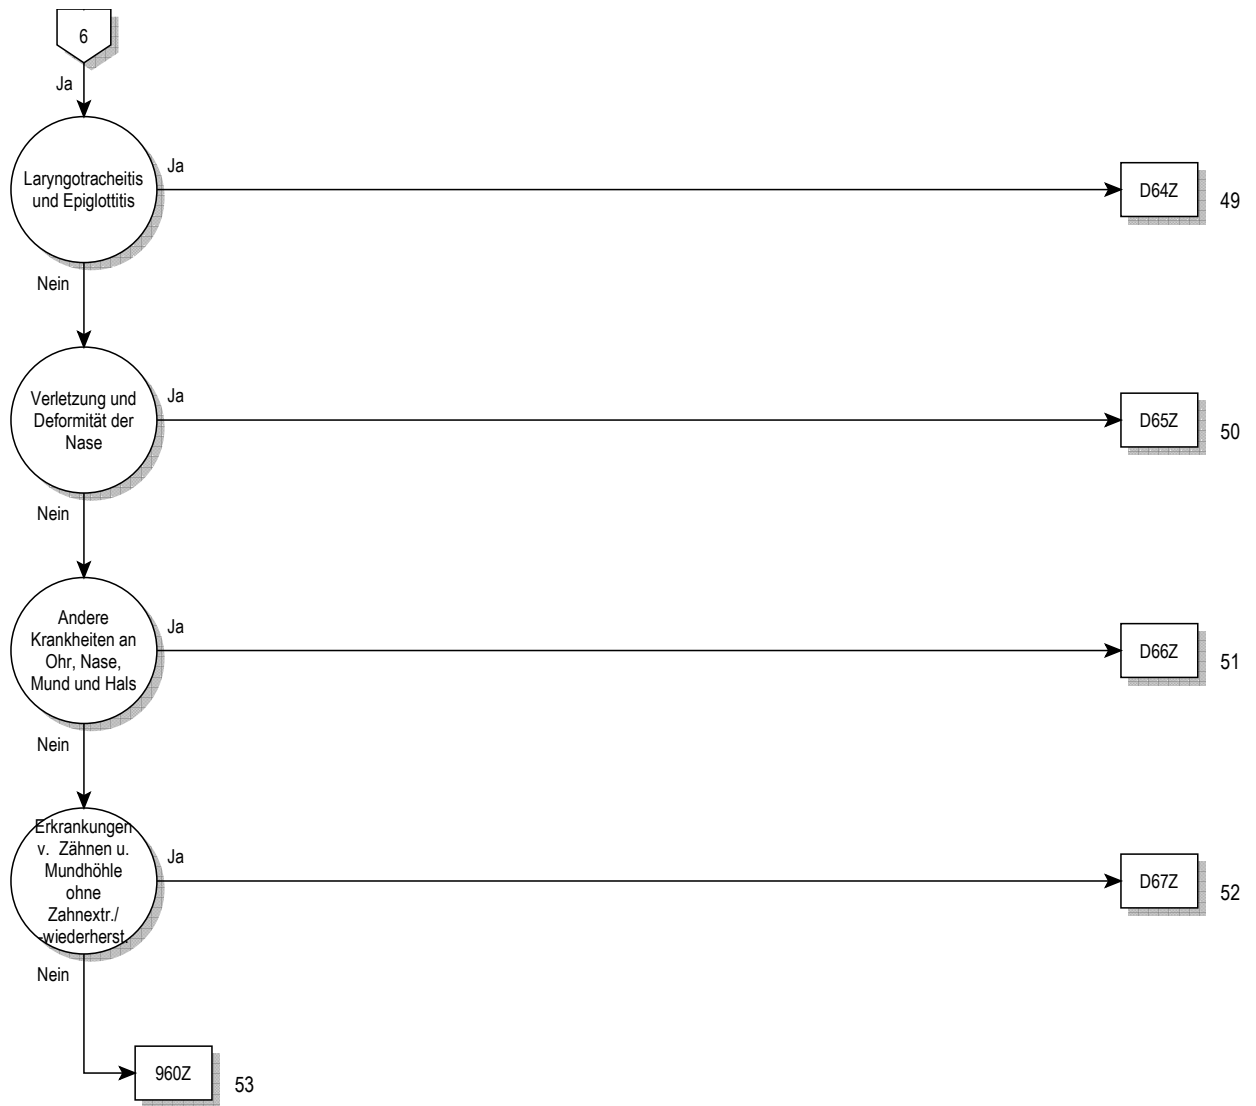 6
Ja
Laryngotracheitis
und Epiglottitis
Ja
D64Z
49
Nein
Verletzung und
Deformität der
Nase
Ja
D65Z
50
Nein
Andere
Krankheiten an
Ohr, Nase,
Mund und Hals
Ja
D66Z
51
Nein
Erkrankungen
v. Zähnen u.
Mundhöhle
ohne
Zahnextr./
-wiederherst.
Ja
D67Z
52
Nein
960Z
53